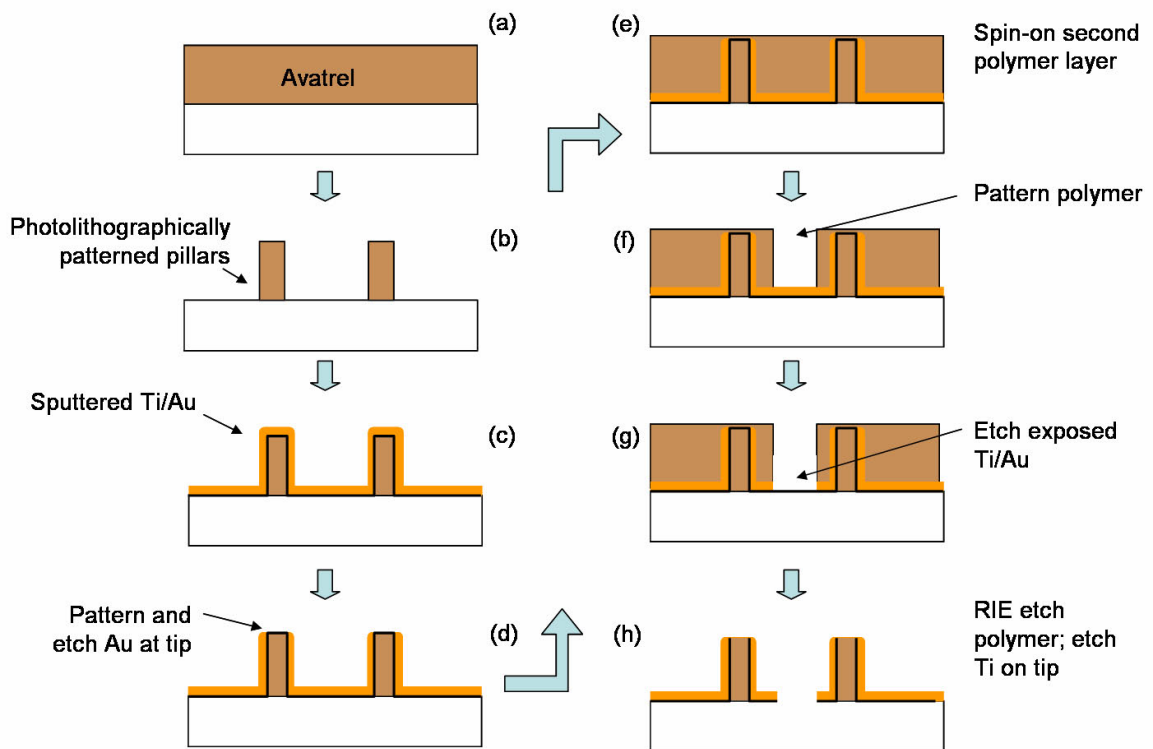 (a)
Avatrel
Photolithographically
patterned pillars
(b)
Sputtered Ti/Au
(c)
Pattern and
etch Au at tip
(d)
(e)
Spin-on second
polymer layer
Pattern polymer
(f)
(g)
Etch exposed
Ti/Au
(h)
RIE etch
polymer; etch
Ti on tip